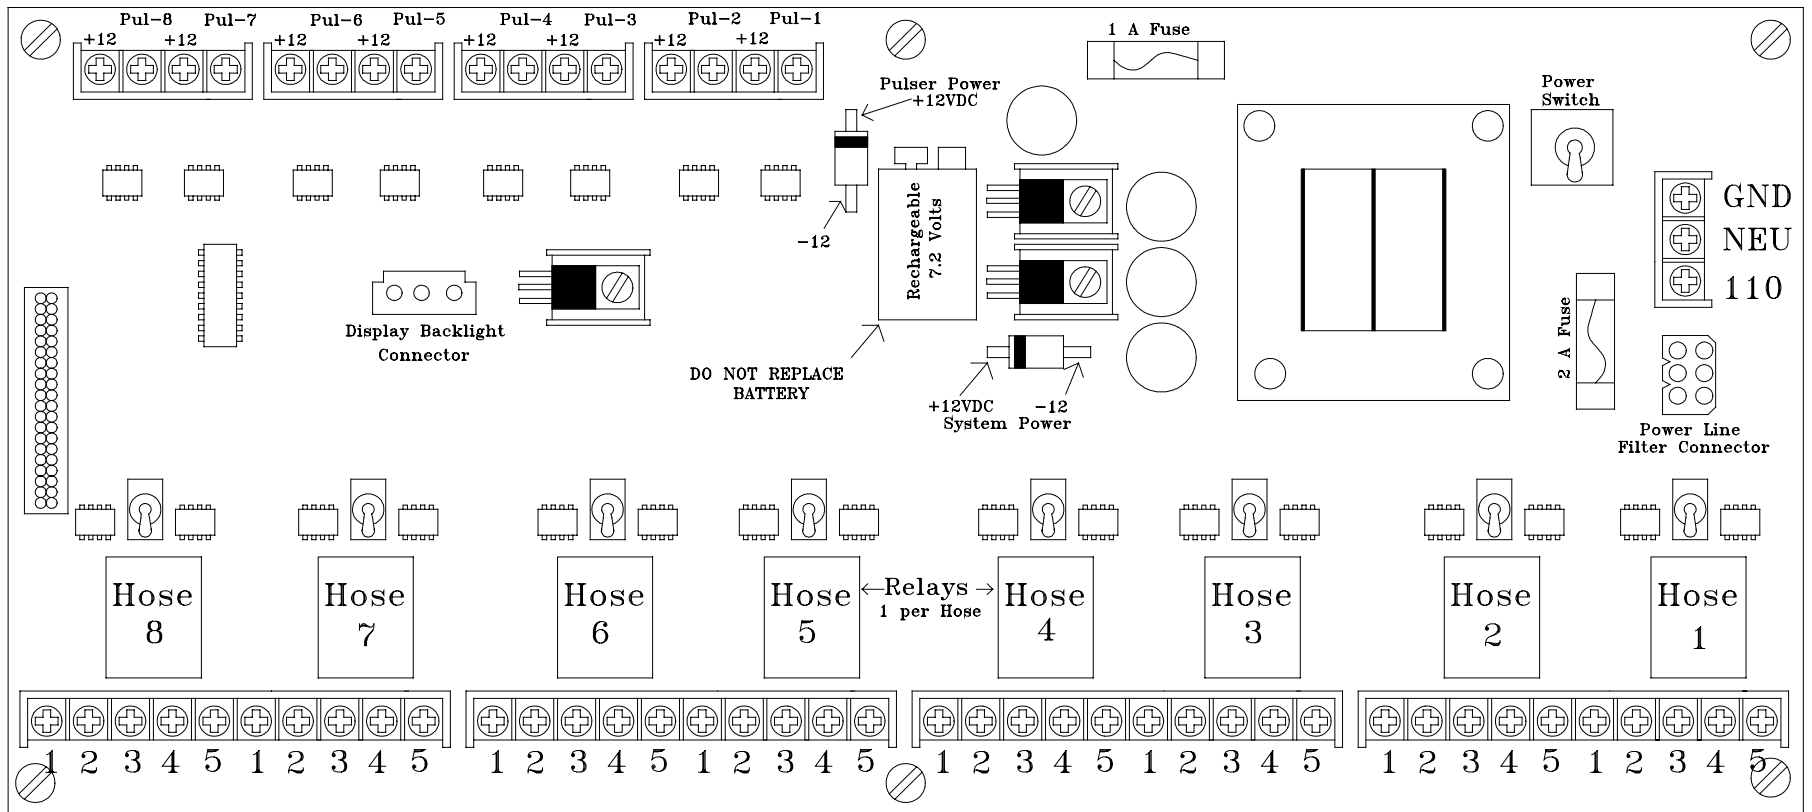 Pul-8 Pul-7 Pul-6 Pul-5 Pul-4 Pul-3 Pul-2 Pul-1
+12 +12 +12 +12 +12 +12 +12 +12
1 A Fuse
Pulser Power
+12VDC
Power
Switch
-12
Rechargeable
7.2 Volts
GND
NEU
110
Display Backlight
Connector
DO NOT REPLACE
BATTERY
+12VDC -12
System Power
2 A Fuse
Power Line
Filter Connector
Hose
8
Hose
7
Hose
6
Hose
5
Relays
1 per Hose
Hose
4
Hose
3
Hose
2
Hose
1
1 2 3 4 5 1 2 3 4 5 1 2 3 4 5 1 2 3 4 5 1 2 3 4 5 1 2 3 4 5 1 2 3 4 5 1 2 3 4 5